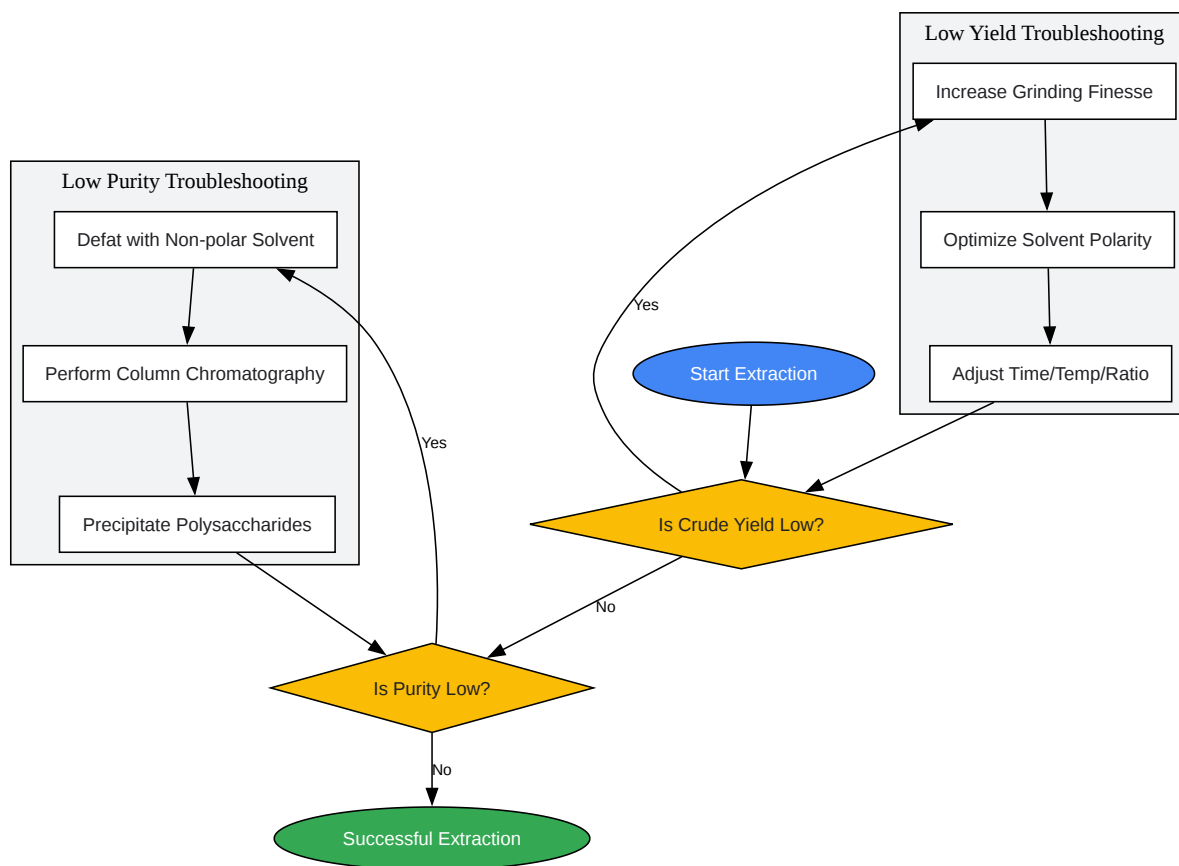 Low Yield Troubleshooting
Increase Grinding Finesse
Low Purity Troubleshooting
Defat with Non-polar Solvent
Optimize Solvent Polarity
Yes
Start Extraction
Perform Column Chromatography
Adjust Time/Temp/Ratio
Yes
Precipitate Polysaccharides
Is Crude Yield Low?
No
Is Purity Low?
No
Successful Extraction